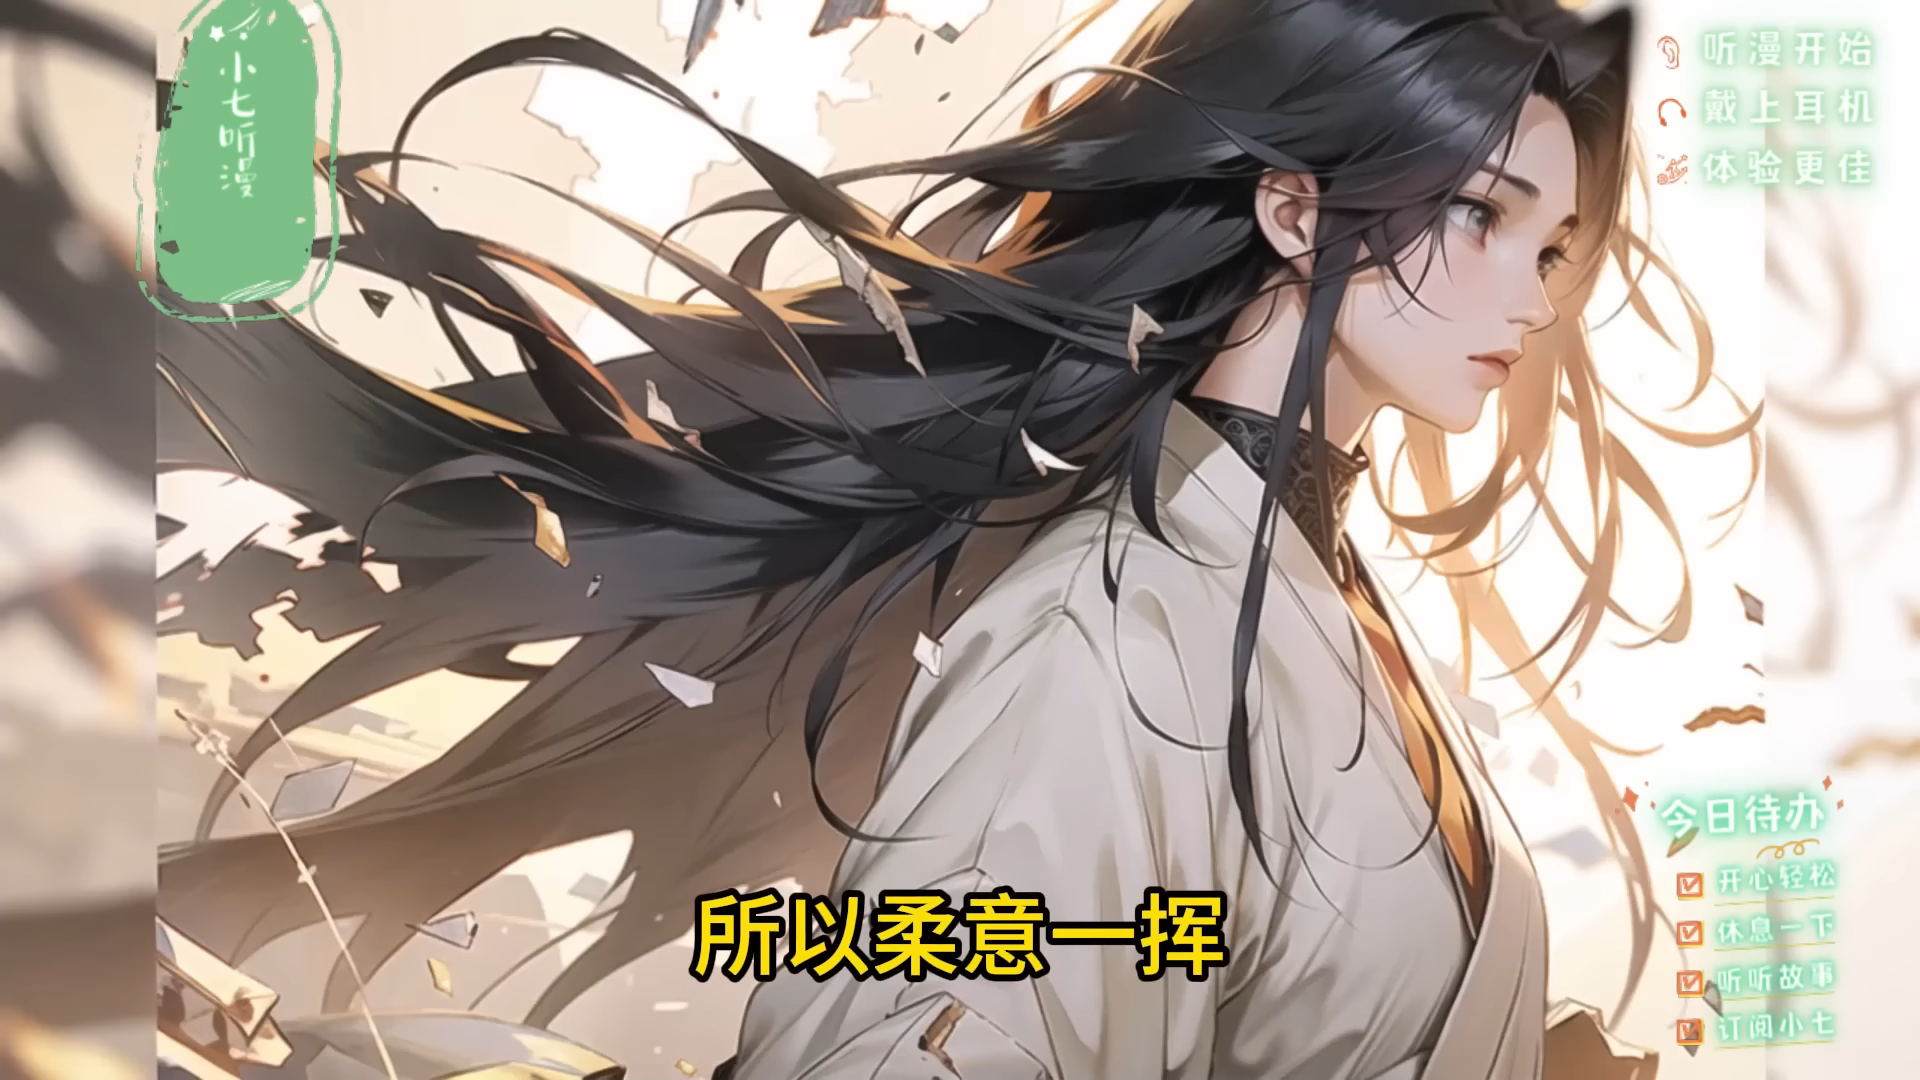 小七听漫
听漫开始
戴上耳机
体验更佳
今日待办
开心轻松
休息一下
听听故事
订阅小七
所以柔意一挥